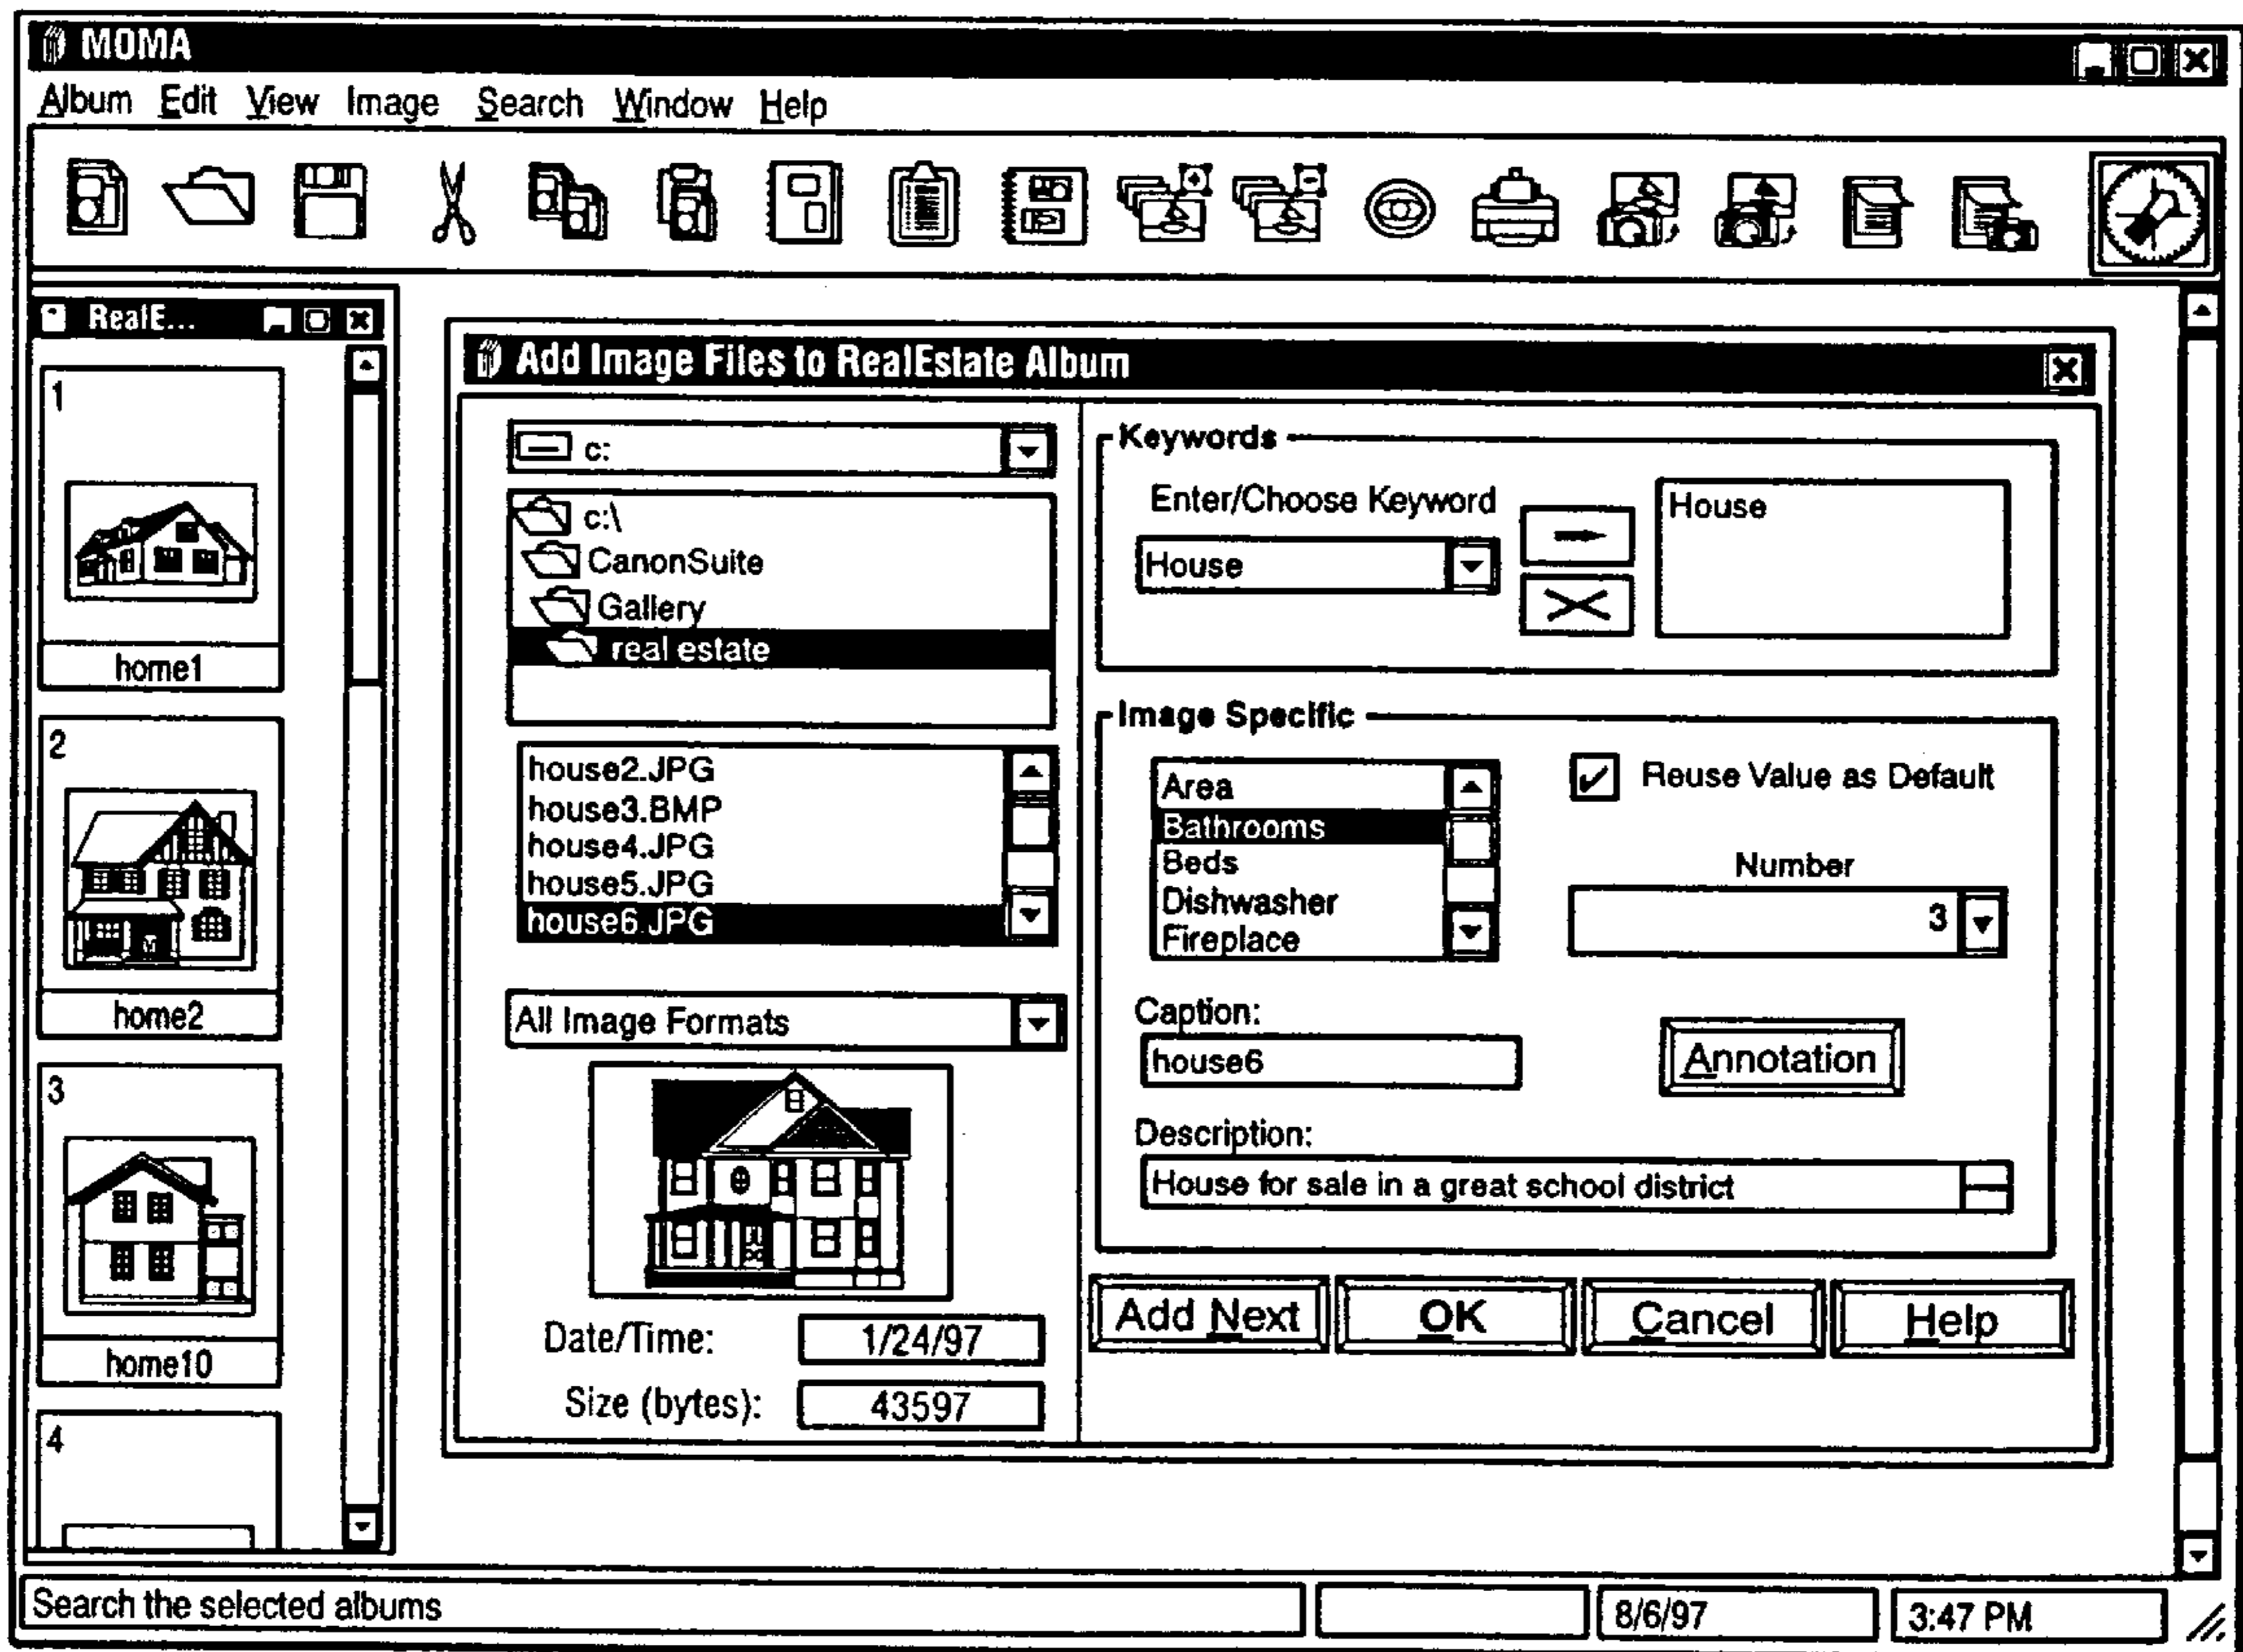 MOMA
Album Edit View Image Search Window Help
RealE...
1
home1
2
home2
3
home10
4
Add Image Files to RealEstate Album
c:
c:\
CanonSuite
Gallery
real estate
house2.JPG
house3.BMP
house4.JPG
house5.JPG
house6.JPG
All Image Formats
Date/Time: 1/24/97
Size (bytes): 43597
Keywords
Enter/Choose Keyword
House
House
Image Specific
Area
Bathrooms
Beds
Dishwasher
Fireplace
Reuse Value as Default
Number
3
Caption:
house6
Annotation
Description:
House for sale in a great school district
Add Next OK Cancel Help
Search the selected albums 8/6/97 3:47 PM